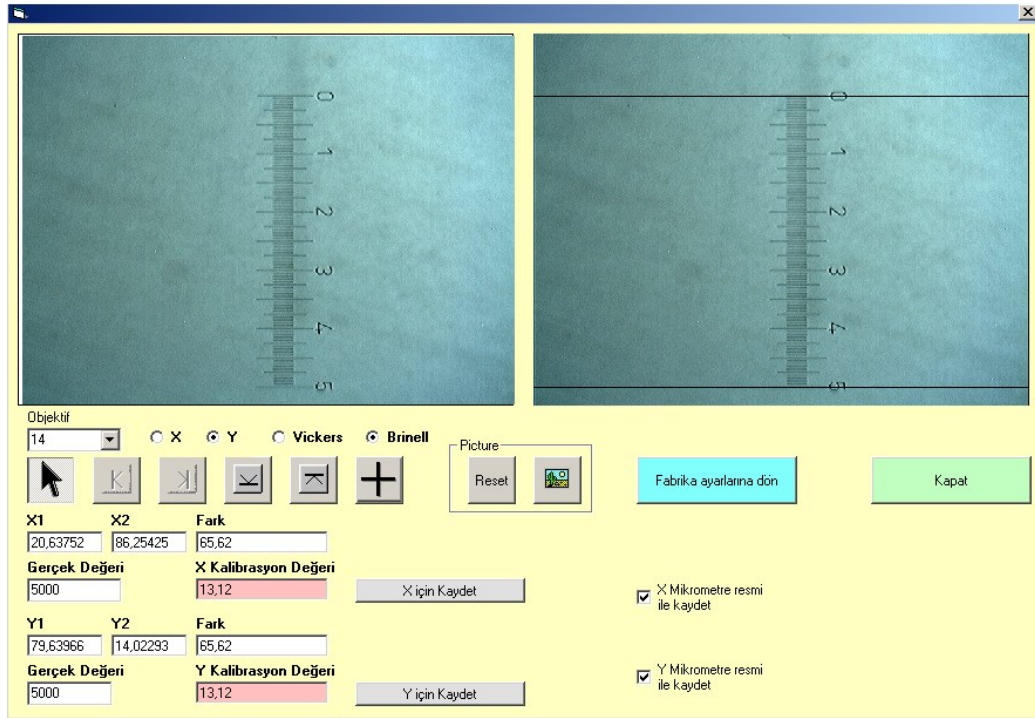 0
0
1
1
2
2
3
3
4
4
5
5
Objektif
14 X Y Vickers Brinell
Picture
Reset
Fabrika ayarlarına dön
Kapat
X1 X2 Fark
20,63752 86,25425 65,62
Gerçek Değeri X Kalibrasyon Değeri
5000 13,12 X için Kaydet
X Mikrometre resmi
ile kaydet
Y1 Y2 Fark
79,63966 14,02293 65,62
Gerçek Değeri Y Kalibrasyon Değeri
5000 13,12 Y için Kaydet
Y Mikrometre resmi
ile kaydet